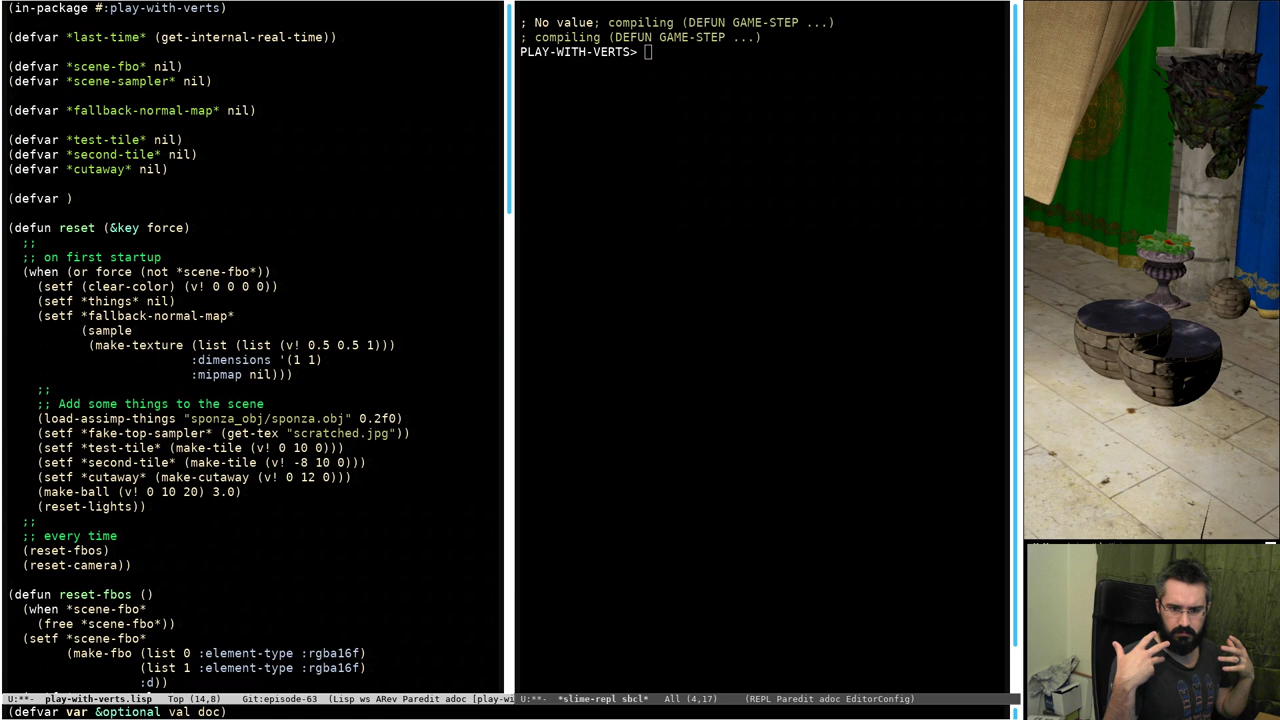 (in-package #:play-with-verts)
(defvar *last-time* (get-internal-real-time))
(defvar *scene-fbo* nil)
(defvar *scene-sampler* nil)
(defvar *fallback-normal-map* nil)
(defvar *test-tile* nil)
(defvar *second-tile* nil)
(defvar *cutaway* nil)
(defvar )
(defun reset (&key force)
;;
;; on first startup
(when (or force (not *scene-fbo*))
(setf (clear-color) (v! 0 0 0 0))
(setf *things* nil)
(setf *fallback-normal-map*
(sample
(make-texture (list (list (v! 0.5 0.5 1)))
:dimensions '(1 1)
:mipmap nil)))
;;
;; Add some things to the scene
(load-assimp-things "sponza_obj/sponza.obj" 0.2f0)
(setf *fake-top-sampler* (get-tex "scratched.jpg"))
(setf *test-tile* (make-tile (v! 0 10 0)))
(setf *second-tile* (make-tile (v! -8 10 0)))
(setf *cutaway* (make-cutaway (v! 0 12 0)))
(make-ball (v! 0 10 20) 3.0)
(reset-lights))
;;
;; every time
(reset-fbos)
(reset-camera))
(defun reset-fbos ()
(when *scene-fbo*
(free *scene-fbo*))
(setf *scene-fbo*
(make-fbo (list 0 :element-type :rgba16f)
(list 1 :element-type :rgba16f)
:d))
U:**-  play-with-verts.lisp   Top (14,8)   Git:episode-63  (Lisp ws ARev Paredit adoc [play-wi
(defvar var &optional val doc)
; No value; compiling (DEFUN GAME-STEP ...)
; compiling (DEFUN GAME-STEP ...)
PLAY-WITH-VERTS>
U:**-  *slime-repl sbcl*   All (4,17)   (REPL Paredit adoc EditorConfig)